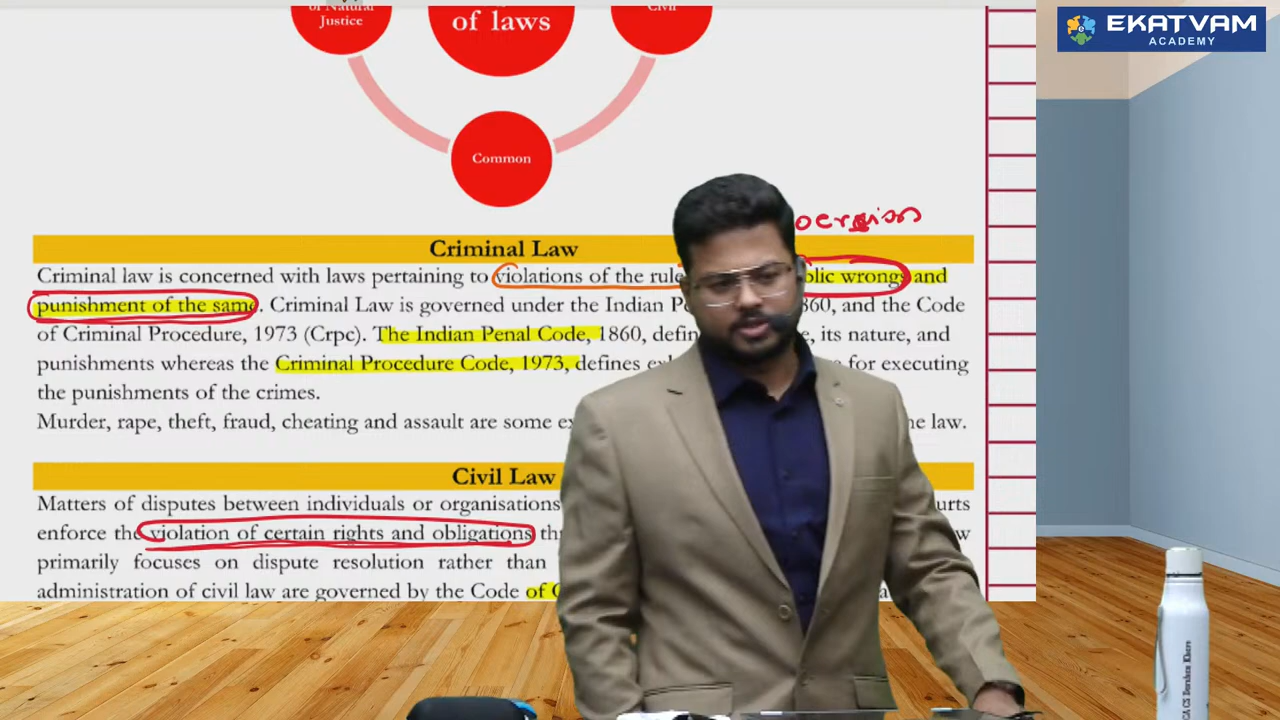 EKATVAM
ACADEMY
of Natural
Justice
of laws
Civil
Common
Criminal Law
Criminal law is concerned with laws pertaining to violations of the rule blic wrongs and
punishment of the same. Criminal Law is governed under the Indian P 860, and the Code
of Criminal Procedure, 1973 (Crpc). The Indian Penal Code, 1860, defin , its nature, and
punishments whereas the Criminal Procedure Code, 1973, defines ex for executing
the punishments of the crimes.
Murder, rape, theft, fraud, cheating and assault are some ex he law.
Civil Law
Matters of disputes between individuals or organisations urts
enforce the violation of certain rights and obligations th w
primarily focuses on dispute resolution rather than
administration of civil law are governed by the Code of C